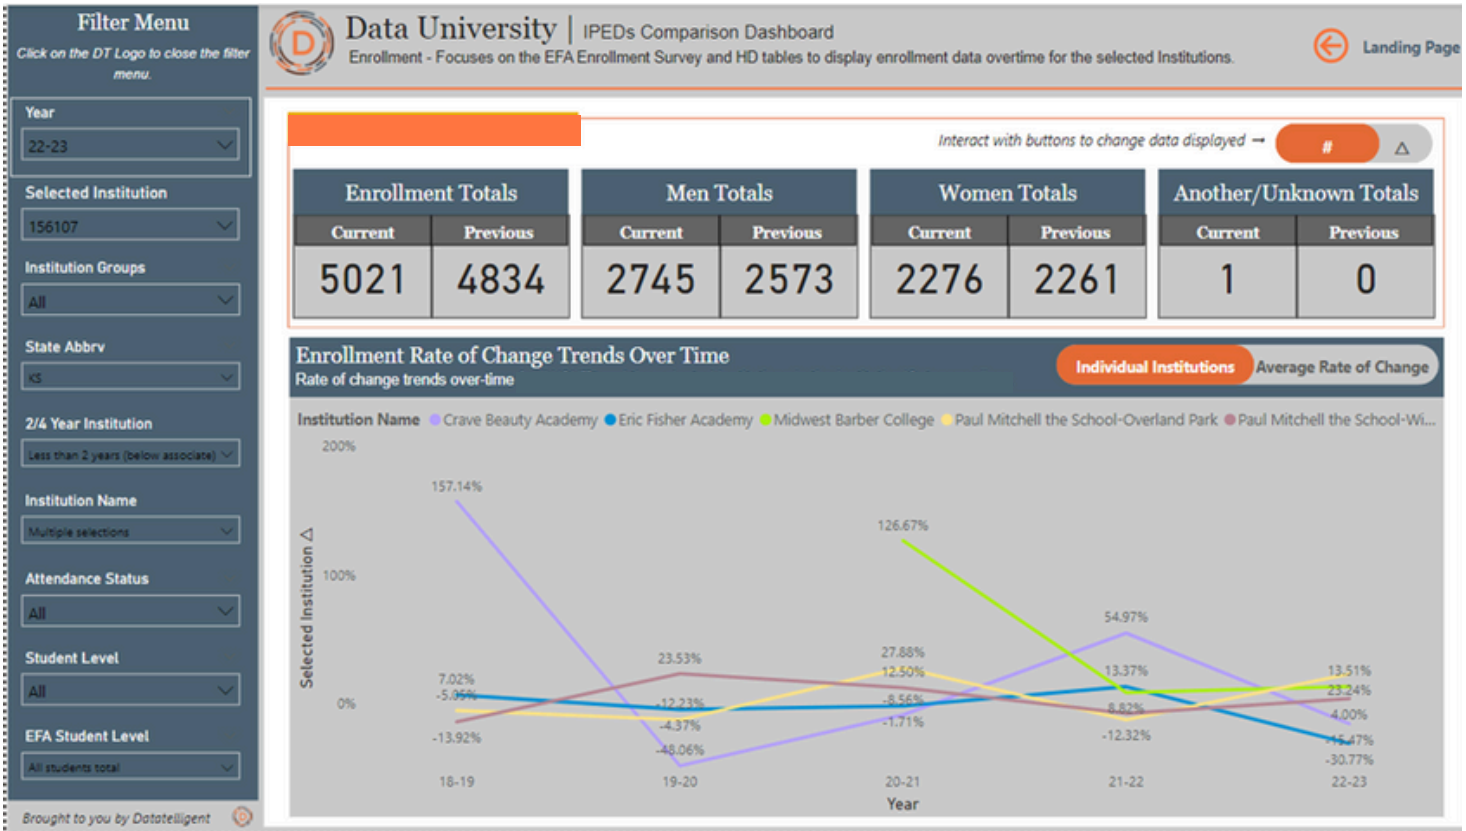 Filter Menu
Click on the DT Logo to close the filter
menu.
Year
22-23
Selected Institution
156107
Institution Groups
All
State Abbrv
KS
2/4 Year Institution
Less than 2 years (below associate)
Institution Name
Multiple selections
Attendance Status
All
Student Level
All
EFA Student Level
All students total
Brought to you by Datatelligent
Data University | IPEDs Comparison Dashboard
Enrollment - Focuses on the EFA Enrollment Survey and HD tables to display enrollment data overtime for the selected Institutions.
Landing Page
Interact with buttons to change data displayed →
# △
Enrollment Totals Men Totals Women Totals Another/Unknown Totals
Current Previous Current Previous Current Previous Current Previous
5021 4834 2745 2573 2276 2261 1 0
Enrollment Rate of Change Trends Over Time
Rate of change trends over-time
Individual Institutions Average Rate of Change
Institution Name Crave Beauty Academy Eric Fisher Academy Midwest Barber College Paul Mitchell the School-Overland Park Paul Mitchell the School-Wi...
200%
157.14%
126.67%
100%
Selected Institution △
54.97%
23.53%
27.88%
7.02%
12.50%
13.37%
13.51%
-5.05%
23.24%
0%
-12.23%
-8.56%
8.82%
4.00%
-13.92%
-4.37%
-1.71%
-12.32%
-15.47%
-48.06%
-30.77%
18-19 19-20 20-21 21-22 22-23
Year